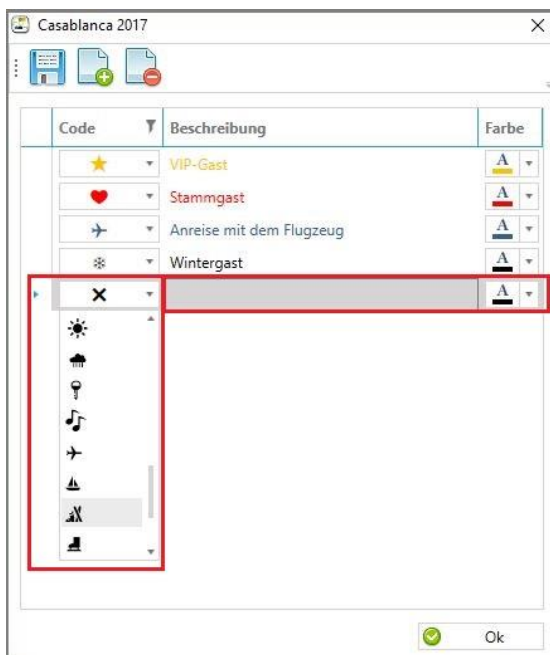 Casablanca 2017
Code Beschreibung Farbe
VIP-Gast A
Stammgast A
Anreise mit dem Flugzeug A
Wintergast A
A
Ok